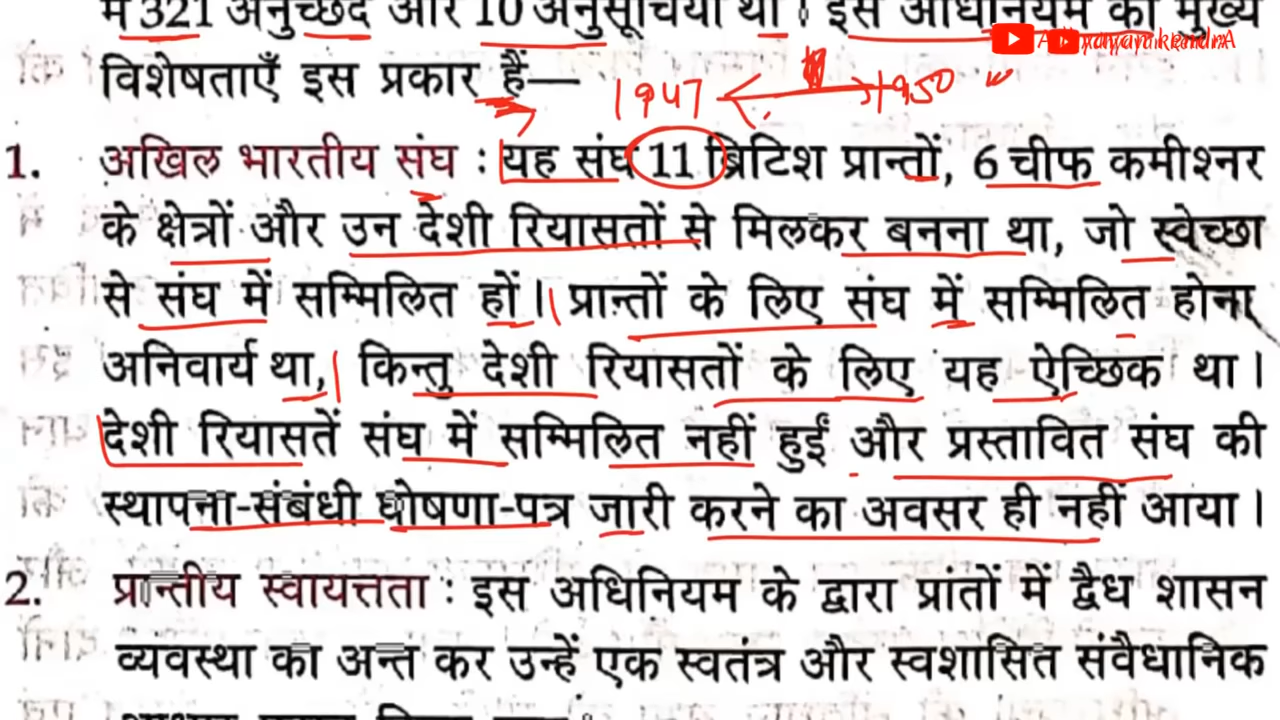 में 321 अनुच्छेद और 10 अनुसूचियाँ थी। इस अधिनियम की मुख्य
विशेषताएँ इस प्रकार हैं—
1947 1950
1. अखिल भारतीय संघ : यह संघ 11 ब्रिटिश प्रान्तों, 6 चीफ कमीश्नर
के क्षेत्रों और उन देशी रियासतों से मिलकर बनना था, जो स्वेच्छा
से संघ में सम्मिलित हों। प्रान्तों के लिए संघ में सम्मिलित होना
अनिवार्य था, किन्तु देशी रियासतों के लिए यह ऐच्छिक था।
देशी रियासतें संघ में सम्मिलित नहीं हुईं और प्रस्तावित संघ की
स्थापना-संबंधी घोषणा-पत्र जारी करने का अवसर ही नहीं आया।
2. प्रान्तीय स्वायत्तता : इस अधिनियम के द्वारा प्रांतों में द्वैध शासन
व्यवस्था का अन्त कर उन्हें एक स्वतंत्र और स्वशासित संवैधानिक